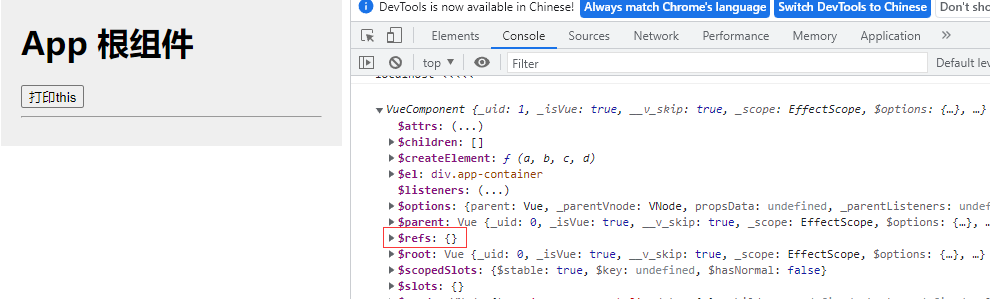 App 根组件
打印this
DevTools is now available in Chinese!
Always match Chrome's language
Switch DevTools to Chinese
Don't show
Elements
Console
Sources
Network
Performance
Memory
Application
»
top
Filter
Default lev
VueComponent {_uid: 1, _isVue: true, __v_skip: true, _scope: EffectScope, $options: {…}, …}
$attrs: (...)
$children: []
$createElement: ƒ (a, b, c, d)
$el: div.app-container
$listeners: (...)
$options: {parent: Vue, _parentVnode: VNode, propsData: undefined, _parentListeners: undef
$parent: Vue {_uid: 0, _isVue: true, __v_skip: true, _scope: EffectScope, $options: {…}, …
$refs: {}
$root: Vue {_uid: 0, _isVue: true, __v_skip: true, _scope: EffectScope, $options: {…}, …}
$scopedSlots: {$stable: true, $key: undefined, $hasNormal: false}
$slots: {}